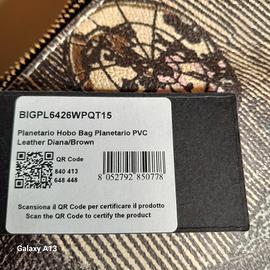 BIGPL6426WPQT15
Planetario Hobo Bag Planetario PVC
Leather Diana/Brown
QR Code
840 413
648 448
8 052792 850778
Scansiona il QR Code per certificare il prodotto
Scan the QR Code to certify the product
Galaxy A73